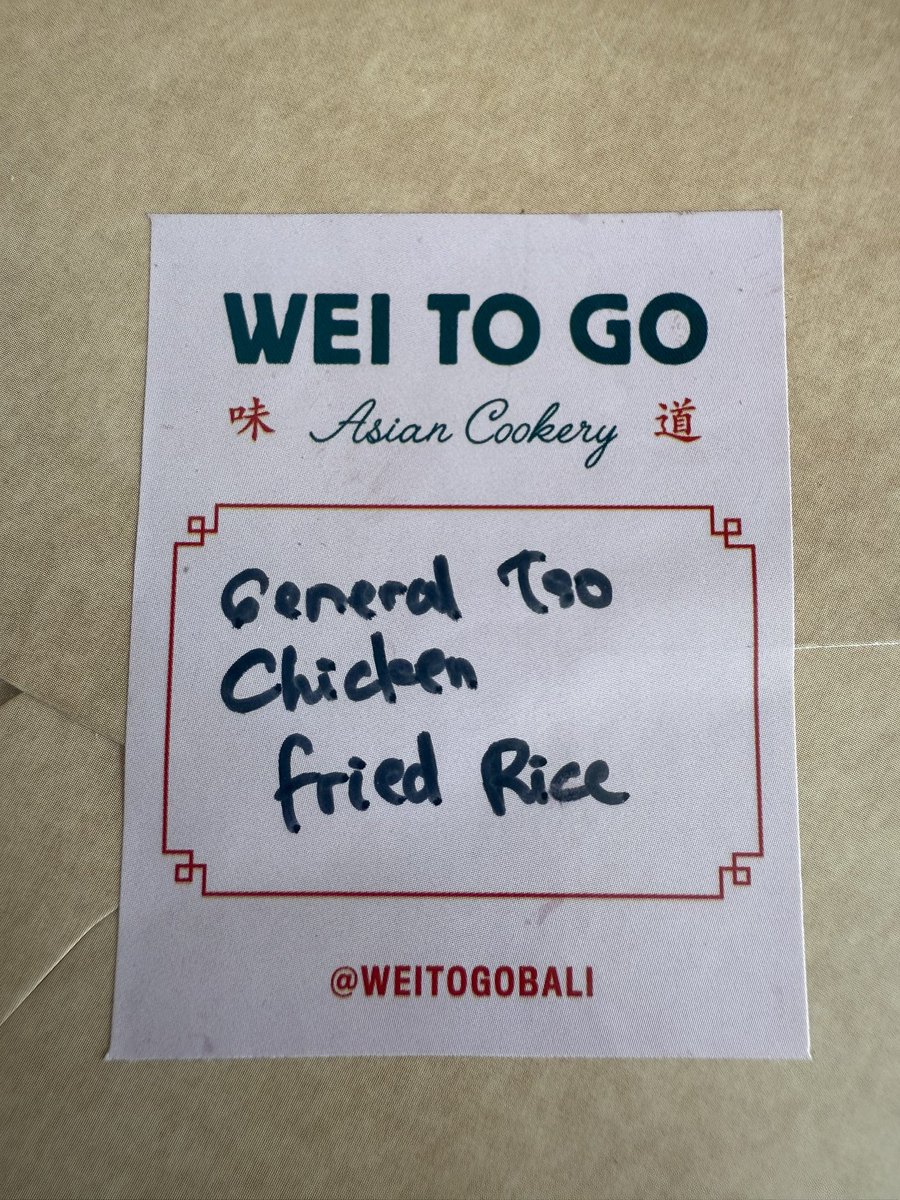 WEI TO GO
味 Asian Cookery 道
General Tso
Chicken
Fried Rice
@WEITOGOBALI